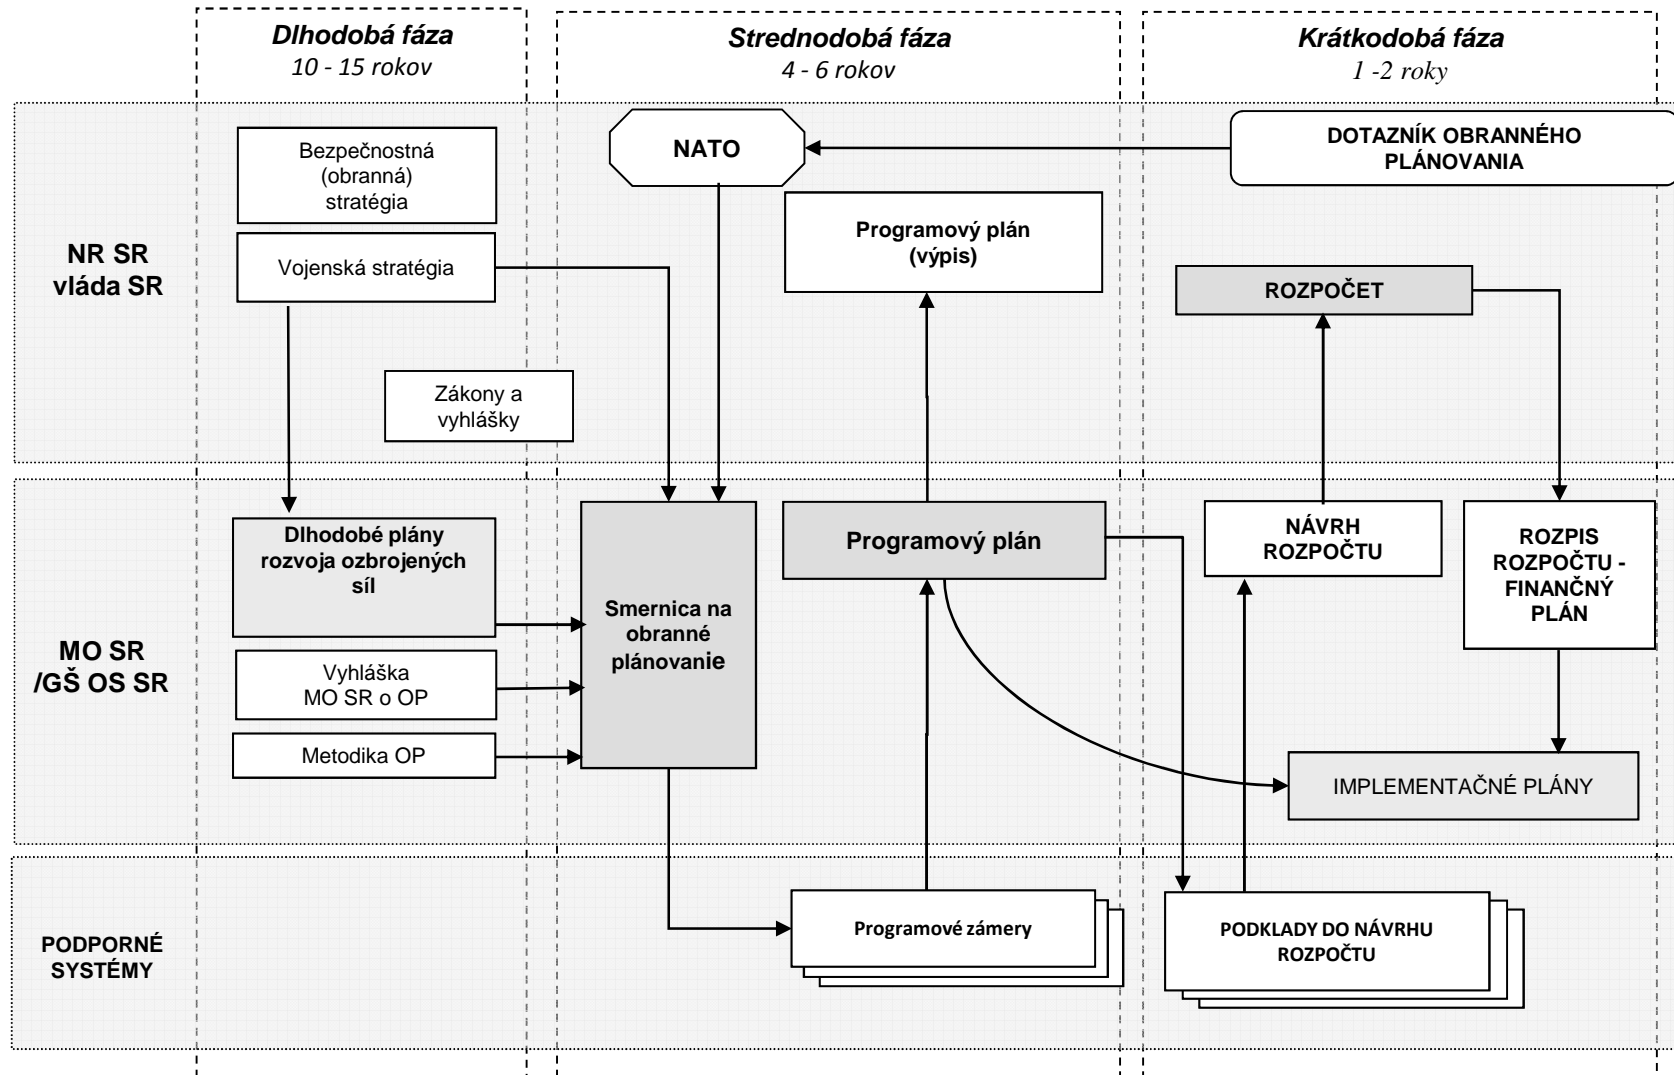 Dlhodobá fáza
10 - 15 rokov
Strednodobá fáza
4 - 6 rokov
Krátkodobá fáza
1 -2 roky
NR SR
vláda SR
Bezpečnostná
(obranná)
stratégia
Vojenská stratégia
Zákony a
vyhlášky
NATO
Programový plán
(výpis)
DOTAZNÍK OBRANNÉHO
PLÁNOVANIA
ROZPOČET
MO SR
/GŠ OS SR
Dlhodobé plány
rozvoja ozbrojených
síl
Vyhláška
MO SR o OP
Metodika OP
Smernica na
obranné
plánovanie
Programový plán
NÁVRH
ROZPOČTU
ROZPIS
ROZPOČTU -
FINANČNÝ
PLÁN
IMPLEMENTAČNÉ PLÁNY
PODPORNÉ
SYSTÉMY
Programové zámery
PODKLADY DO NÁVRHU
ROZPOČTU